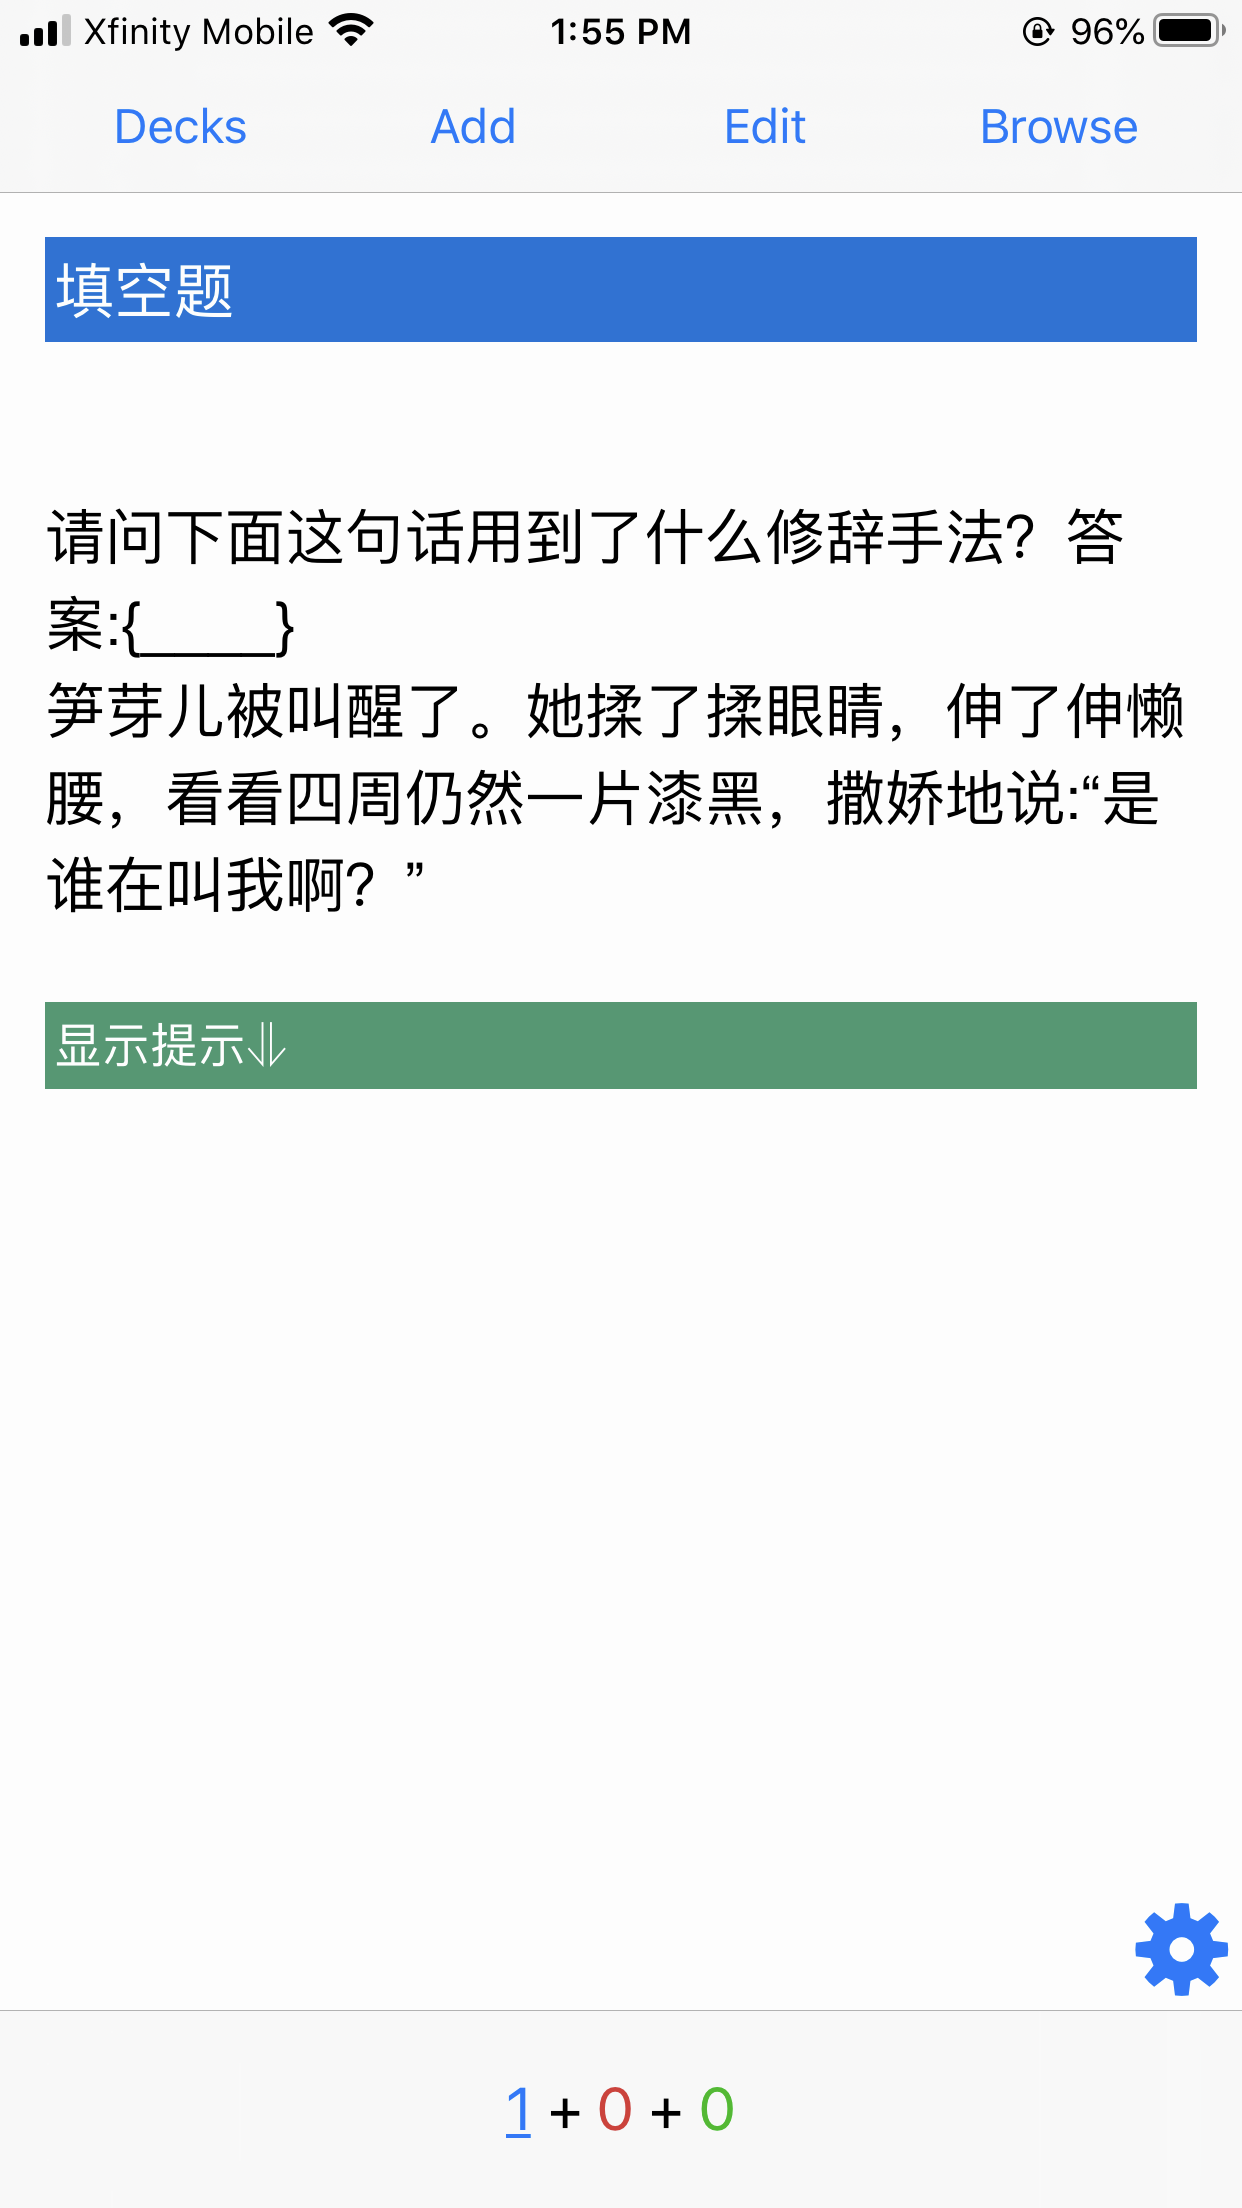 Xfinity Mobile 1:55 PM 96%
Decks Add Edit Browse
填空题
请问下面这句话用到了什么修辞手法？答
案:{____}
笋芽儿被叫醒了。她揉了揉眼睛，伸了伸懒
腰，看看四周仍然一片漆黑，撒娇地说:“是
谁在叫我啊？”
显示提示⥥
1 + 0 + 0